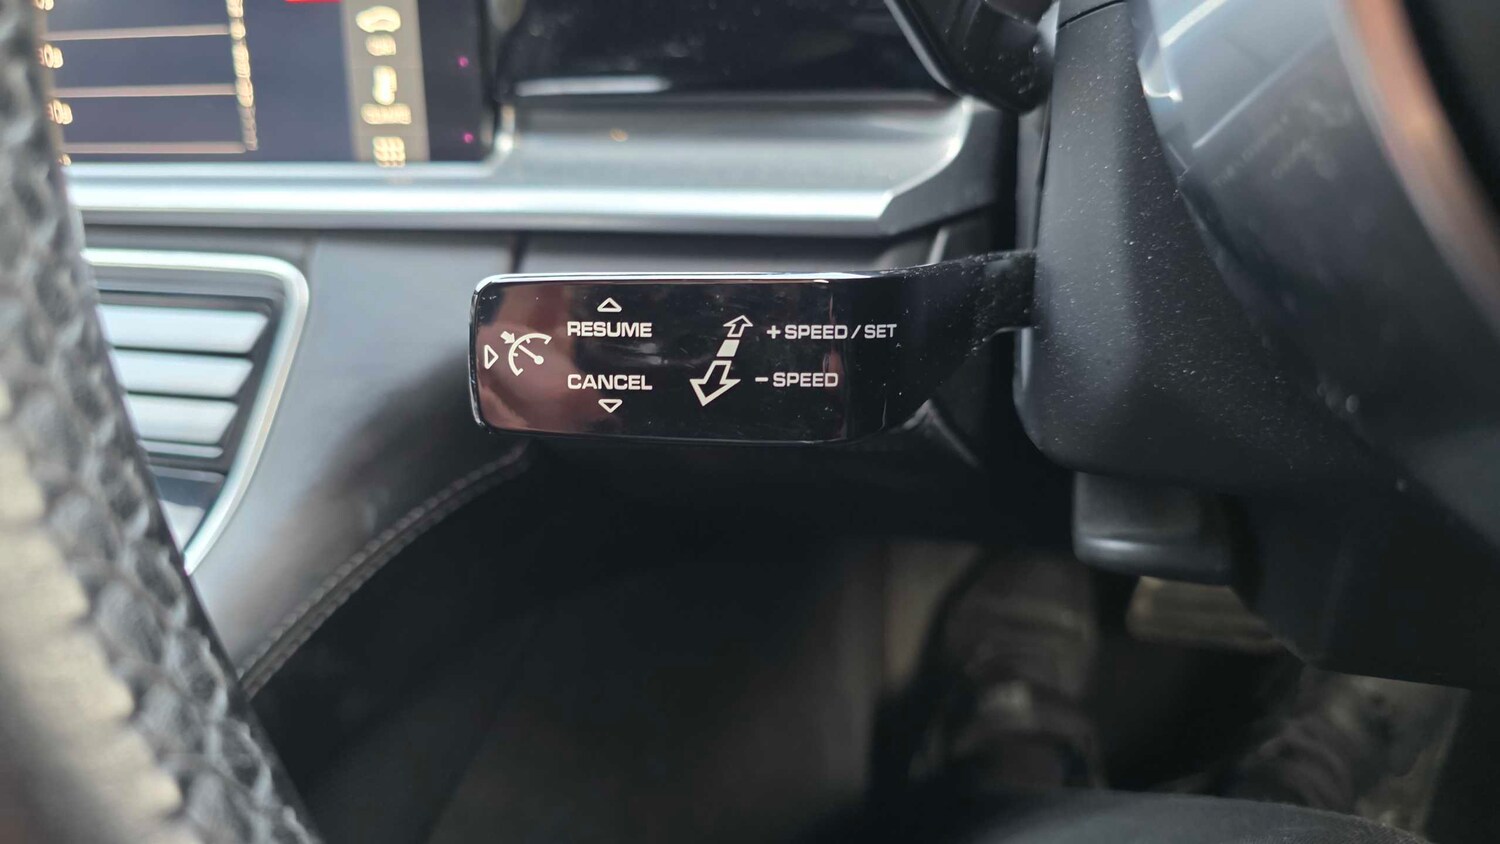 RESUME
+ SPEED / SET
CANCEL
– SPEED